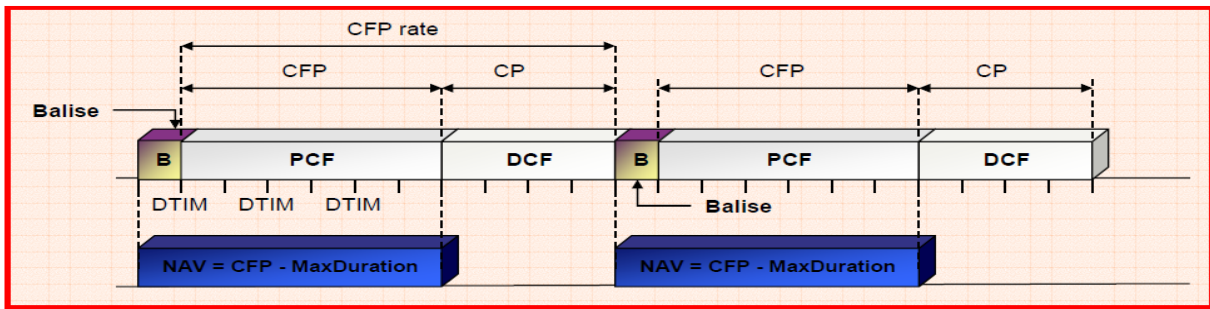 CFP rate
CFP CP CFP CP
Balise
B PCF DCF B PCF DCF
DTIM DTIM DTIM Balise
NAV = CFP - MaxDuration NAV = CFP - MaxDuration